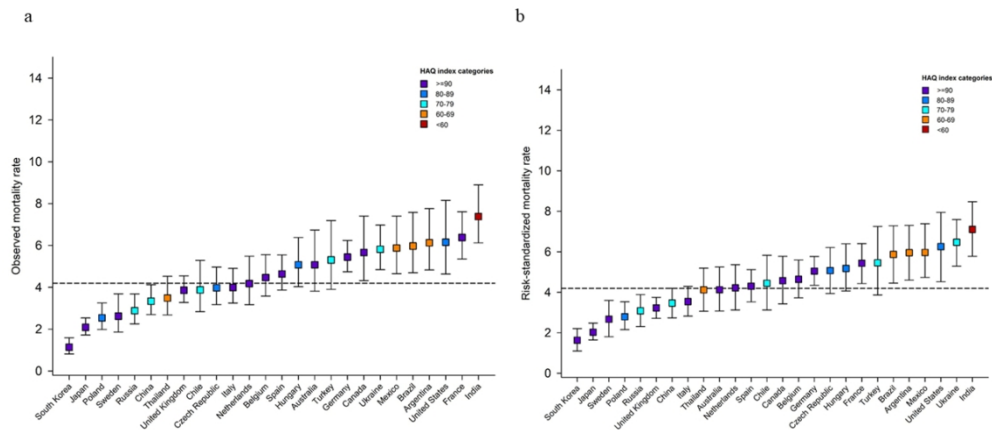 a
Observed mortality rate
14
12
10
8
6
4
2
0
HAQ index categories
>=90
80-89
70-79
60-69
<60
South Korea
Japan
Poland
Sweden
Russia
China
Thailand
United Kingdom
Chile
Czech Republic
Italy
Netherlands
Belgium
Spain
Hungary
Australia
Turkey
Germany
Canada
Ukraine
Mexico
Brazil
Argentina
United States
France
India
b
Risk-standardized mortality rate
14
12
10
8
6
4
2
0
HAQ index categories
>=90
80-89
70-79
60-69
<60
South Korea
Japan
Sweden
Poland
Russia
United Kingdom
China
Italy
Thailand
Australia
Netherlands
Spain
Chile
Canada
Belgium
Germany
Czech Republic
Hungary
France
Turkey
Brazil
Argentina
Mexico
United States
Ukraine
India